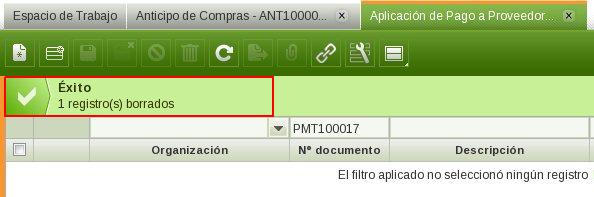 Espacio de Trabajo
Anticipo de Compras - ANT10000...
Aplicación de Pago a Proveedor...
Éxito
1 registro(s) borrados
PMT100017
Organización
Nº documento
Descripción
El filtro aplicado no seleccionó ningún registro